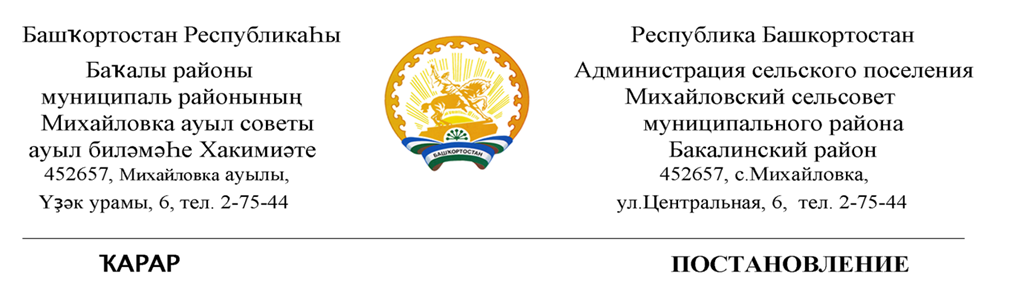 Башҡортостан РеспубликаҺы
Баҡалы районы
муниципаль районының
Михайловка ауыл советы
ауыл биләмәҺе Хакимиәте
452657, Михайловка ауылы,
Үҙәк урамы, 6, тел. 2-75-44
БАШҠОРТОСТАН
Республика Башкортостан
Администрация сельского поселения
Михайловский сельсовет
муниципального района
Бакалинский район
452657, с.Михайловка,
ул.Центральная, 6, тел. 2-75-44
ҠАРАР
ПОСТАНОВЛЕНИЕ